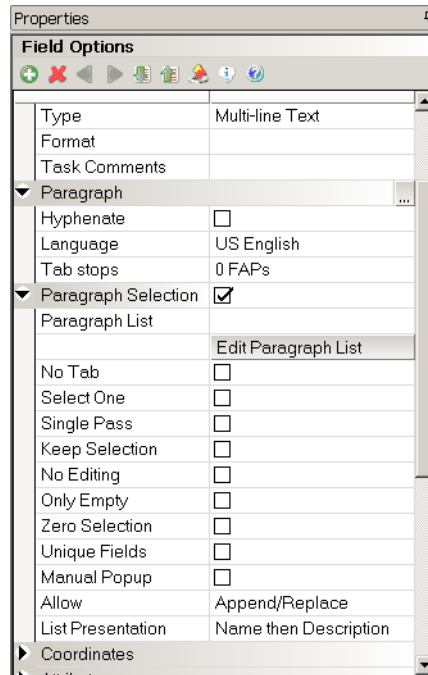 Properties
Field Options
Type Multi-line Text
Format
Task Comments
Paragraph ...
Hyphenate
Language US English
Tab stops 0 FAPs
Paragraph Selection
Paragraph List
Edit Paragraph List
No Tab
Select One
Single Pass
Keep Selection
No Editing
Only Empty
Zero Selection
Unique Fields
Manual Popup
Allow Append/Replace
List Presentation Name then Description
Coordinates